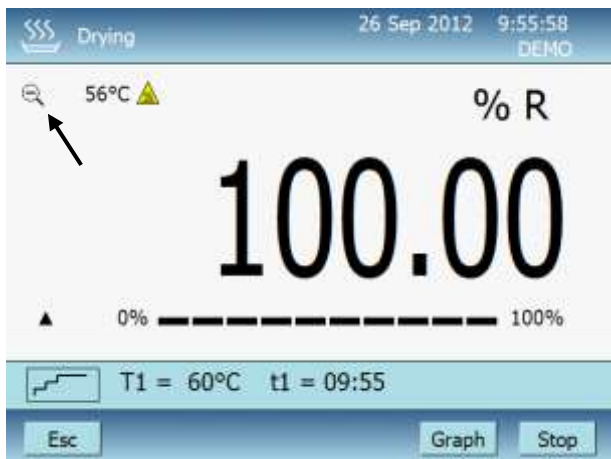 Drying 26 Sep 2012 9:55:58
DEMO
56°C
% R
100.00
0% 100%
T1 = 60°C t1 = 09:55
Esc Graph Stop